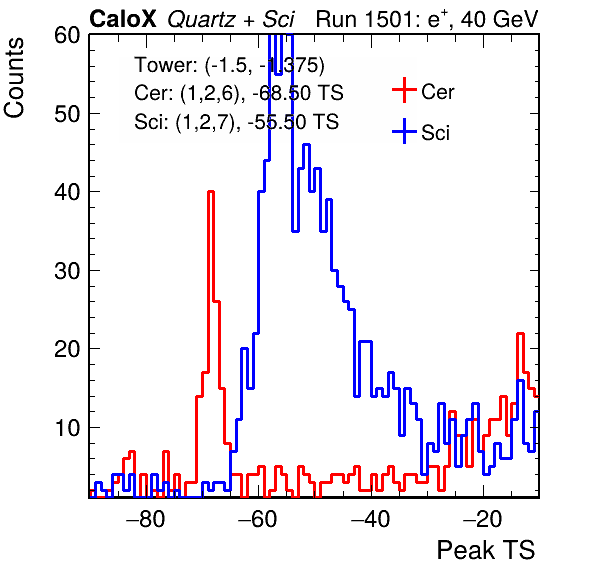 CaloX Quartz + Sci Run 1501: e+, 40 GeV
Counts
Tower: (-1.5, -1.375)
Cer: (1,2,6), -68.50 TS
Sci: (1,2,7), -55.50 TS
Cer
Sci
60
50
40
30
20
10
−80 −60 −40 −20
Peak TS